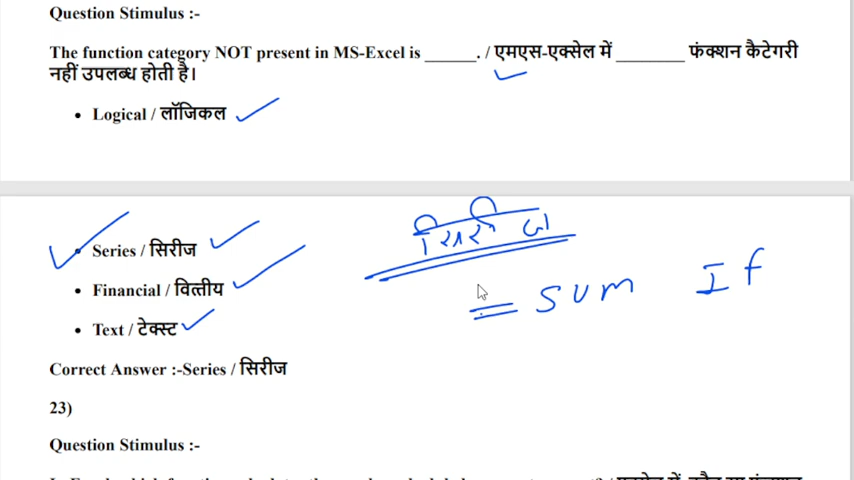 Question Stimulus :-
The function category NOT present in MS-Excel is ______. / एमएस-एक्सेल में ________ फंक्शन कैटेगरी
नहीं उपलब्ध होती है।
• Logical / लॉजिकल
• Series / सिरीज
सिरीज
• Financial / वित्तीय
= SUM If
• Text / टेक्स्ट
Correct Answer :-Series / सिरीज
23)
Question Stimulus :-